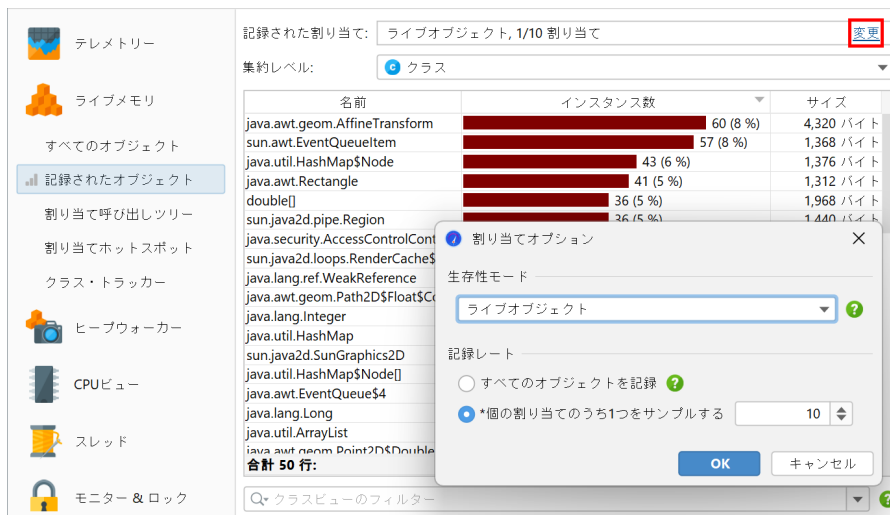 テレメトリー
ライブメモリ
すべてのオブジェクト
記録されたオブジェクト
割り当て呼び出しツリー
割り当てホットスポット
クラス・トラッカー
ヒープウォーカー
CPUビュー
スレッド
モニター & ロック
記録された割り当て: ライブオブジェクト, 1/10 割り当て 変更
集約レベル: クラス
名前 インスタンス数 サイズ
java.awt.geom.AffineTransform 60 (8 %) 4,320 バイト
sun.awt.EventQueueItem 57 (8 %) 1,368 バイト
java.util.HashMap$Node 43 (6 %) 1,376 バイト
java.awt.Rectangle 41 (5 %) 1,312 バイト
double[] 36 (5 %) 1,968 バイト
sun.java2d.pipe.Region 36 (5 %) 1,440 バイト
java.security.AccessControlCont
sun.java2d.loops.RenderCache$
java.lang.ref.WeakReference
java.awt.geom.Path2D$Float$Co
java.lang.Integer
java.util.HashMap
sun.java2d.SunGraphics2D
java.util.HashMap$Node[]
java.awt.EventQueue$4
java.lang.Long
java.util.ArrayList
java.awt.geom.Point2D$Double
合計 50 行:
クラスビューのフィルター
割り当てオプション
生存性モード
ライブオブジェクト
記録レート
すべてのオブジェクトを記録
*個の割り当てのうち1つをサンプルする 10
OK キャンセル